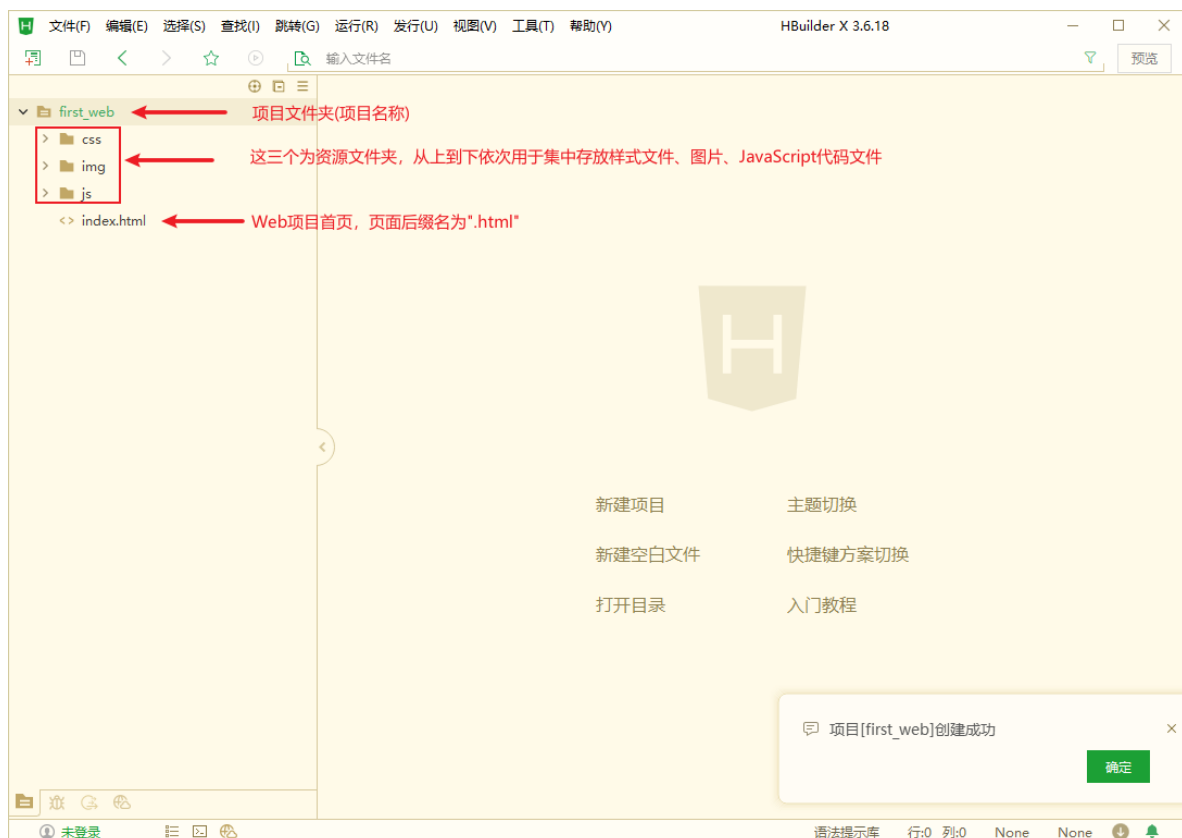 文件(F) 编辑(E) 选择(S) 查找(I) 跳转(G) 运行(R) 发行(U) 视图(V) 工具(T) 帮助(Y) HBuilder X 3.6.18
输入文件名 预览
first_web 项目文件夹(项目名称)
css
这三个为资源文件夹，从上到下依次用于集中存放样式文件、图片、JavaScript代码文件
img
js
index.html Web项目首页，页面后缀名为".html"
H
新建项目 主题切换
新建空白文件 快捷键方案切换
打开目录 入门教程
项目[first_web]创建成功
确定
未登录 语法提示库 行:0 列:0 None None